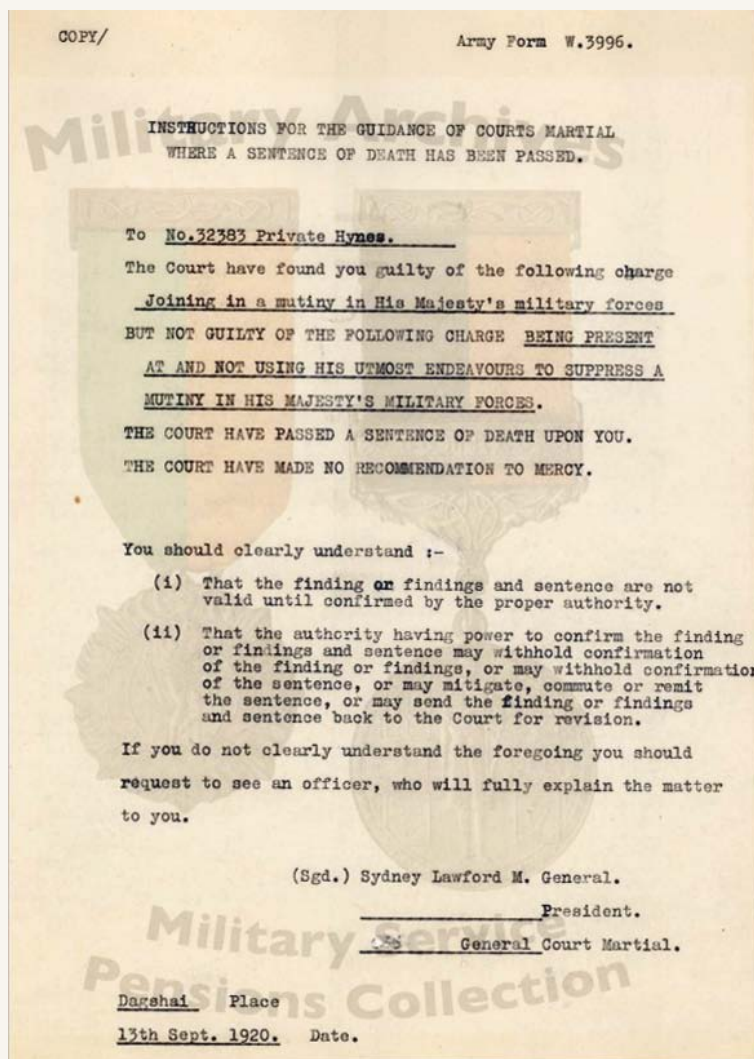 COPY/
Army Form W.3996.
Military Archives
INSTRUCTIONS FOR THE GUIDANCE OF COURTS MARTIAL
WHERE A SENTENCE OF DEATH HAS BEEN PASSED.
To No.32383 Private Hynes.
The Court have found you guilty of the following charge
Joining in a mutiny in His Majesty's military forces
BUT NOT GUILTY OF THE FOLLOWING CHARGE BEING PRESENT
AT AND NOT USING HIS UTMOST ENDEAVOURS TO SUPPRESS A
MUTINY IN HIS MAJESTY'S MILITARY FORCES.
THE COURT HAVE PASSED A SENTENCE OF DEATH UPON YOU.
THE COURT HAVE MADE NO RECOMMENDATION TO MERCY.
You should clearly understand :-
(i) That the finding or findings and sentence are not
valid until confirmed by the proper authority.
(ii) That the authority having power to confirm the finding
or findings and sentence may withhold confirmation
of the finding or findings, or may withhold confirmation
of the sentence, or may mitigate, commute or remit
the sentence, or may send the finding or findings
and sentence back to the Court for revision.
If you do not clearly understand the foregoing you should
request to see an officer, who will fully explain the matter
to you.
(Sgd.) Sydney Lawford M. General.
President.
General Court Martial.
Military Service
Pensions Collection
Dagshai Place
13th Sept. 1920. Date.